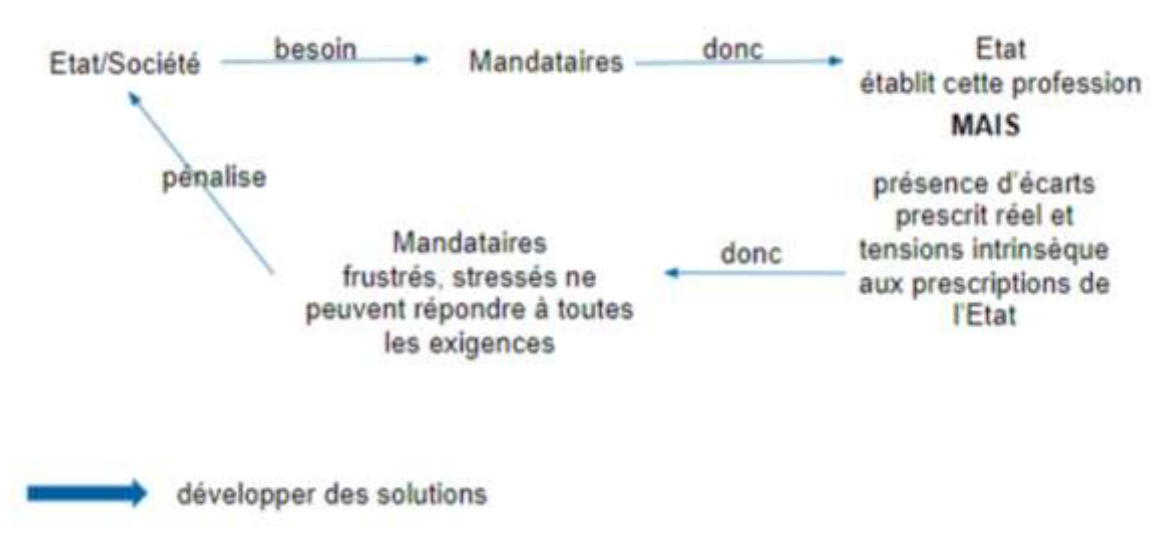 Etat/Société
besoin
Mandataires
donc
Etat
établit cette profession
MAIS
présence d'écarts
prescrit réel et
tensions intrinsèque
aux prescriptions de
l'Etat
donc
Mandataires
frustrés, stressés ne
peuvent répondre à toutes
les exigences
pénalise
développer des solutions